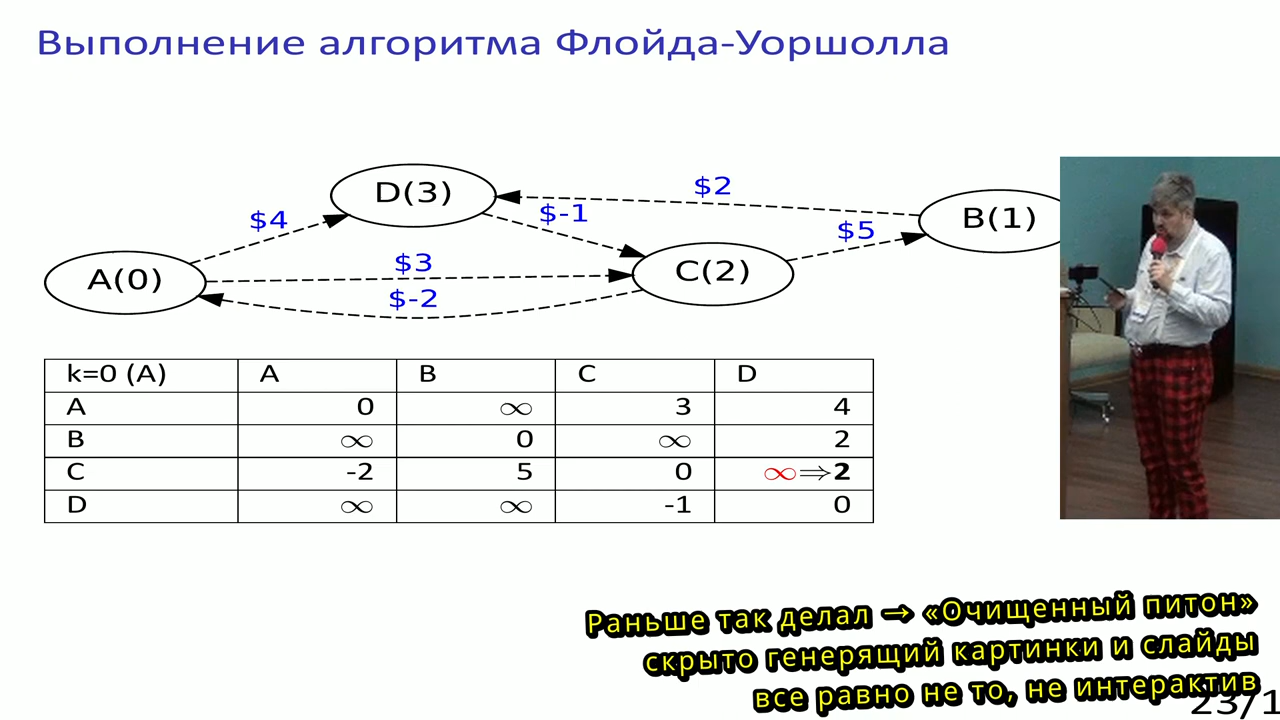 Выполнение алгоритма Флойда-Уоршолла
$2
D(3)
$-1
$4
$5
B(1)
$3
C(2)
A(0)
$-2
k=0 (A) A B C D
A 0 ∞ 3 4
B ∞ 0 ∞ 2
C -2 5 0 ∞⇒2
D ∞ ∞ -1 0
Раньше так делал → «Очищенный питон»
скрыто генерящий картинки и слайды
все равно не то, не интерактив
23/1